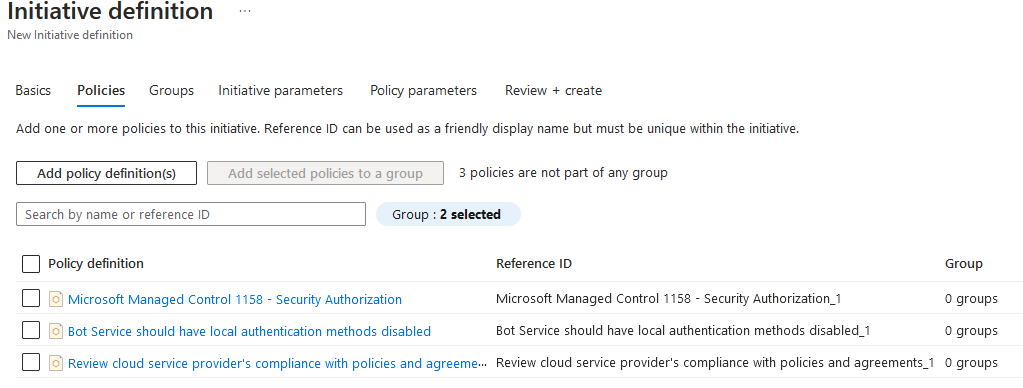 Initiative definition ...
New Initiative definition
Basics Policies Groups Initiative parameters Policy parameters Review + create
Add one or more policies to this initiative. Reference ID can be used as a friendly display name but must be unique within the initiative.
Add policy definition(s) Add selected policies to a group 3 policies are not part of any group
Search by name or reference ID Group : 2 selected
Policy definition Reference ID Group
Microsoft Managed Control 1158 - Security Authorization Microsoft Managed Control 1158 - Security Authorization_1 0 groups
Bot Service should have local authentication methods disabled Bot Service should have local authentication methods disabled_1 0 groups
Review cloud service provider's compliance with policies and agreeme... Review cloud service provider's compliance with policies and agreements_1 0 groups